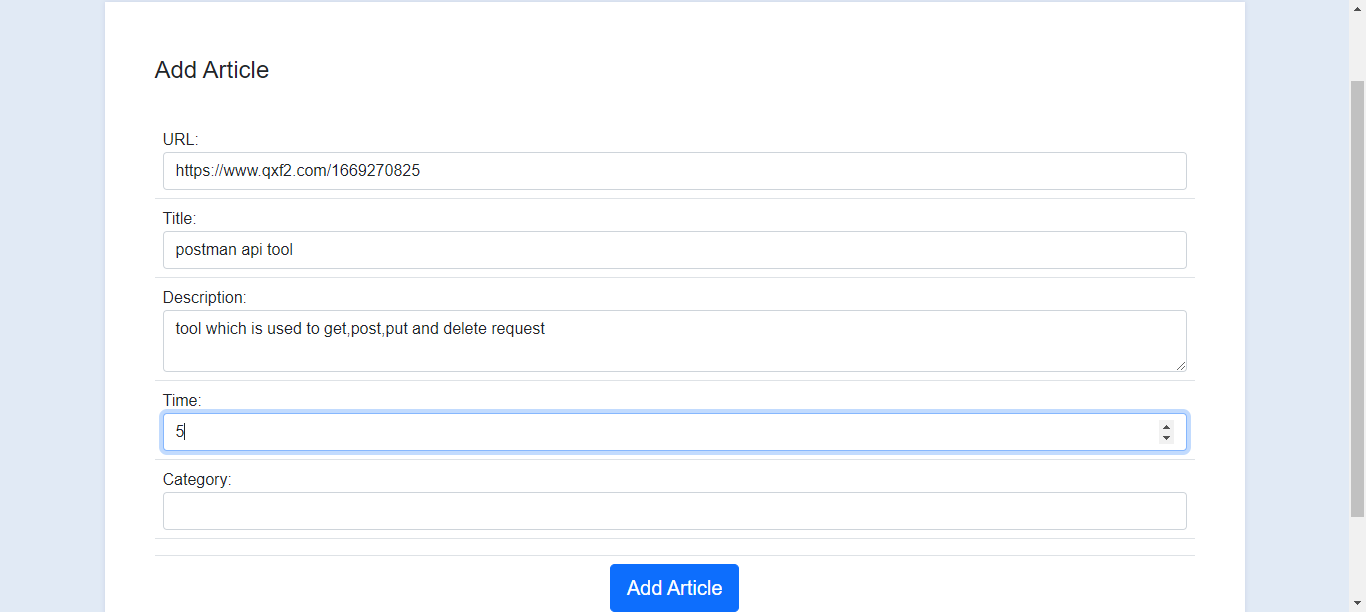 Add Article
URL:
https://www.qxf2.com/1669270825
Title:
postman api tool
Description:
tool which is used to get,post,put and delete request
Time:
5
Category:
Add Article